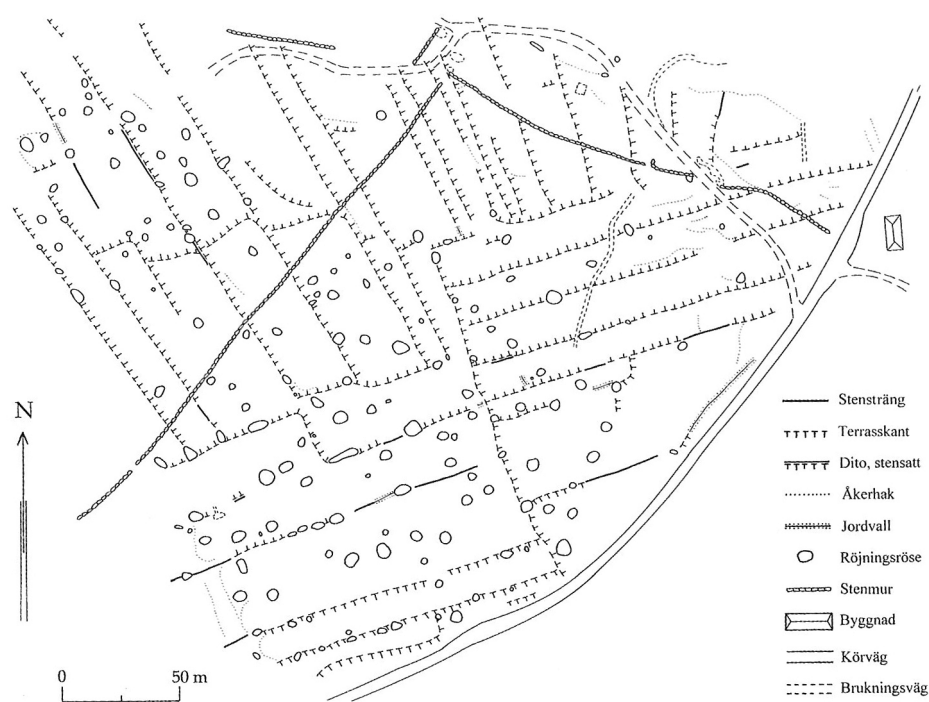 N
0
50 m
Stensträng
Terrasskant
Dito, stensatt
Åkerhak
Jordvall
Röjningsröse
Stenmur
Byggnad
Körväg
Brukningsväg